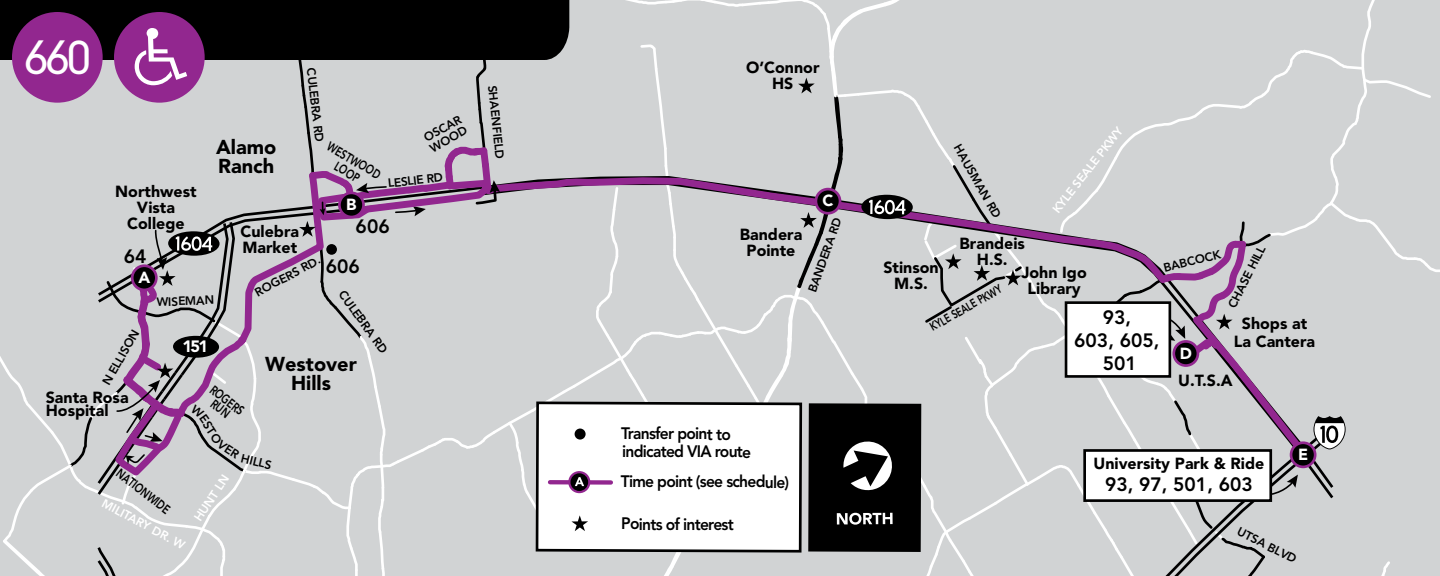 660
CULEBRA RD
SHAENFIELD
OSCAR
WOOD
WESTWOOD
LOOP
LESLIE RD
Alamo
Ranch
Northwest
Vista
College
1604
64
A
WISEMAN
Culebra
Market
B
606
606
ROGERS RD.
CULEBRA RD
N ELLISON
151
Westover
Hills
Santa Rosa
Hospital
ROGERS
RUN
WESTOVER HILLS
NATIONWIDE
HUNT LN
MILITARY DR. W
O'Connor
HS
C
1604
Bandera
Pointe
BANDERA RD
HAUSMAN RD
KYLE SEALE PKWY
Brandeis
H.S.
Stinson
M.S.
John Igo
Library
KYLE SEALE PKWY
BABCOCK
CHASE HILL
93,
603, 605,
501
D
U.T.S.A
Shops at
La Cantera
10
E
University Park & Ride
93, 97, 501, 603
UTSA BLVD
Transfer point to
indicated VIA route
A
Time point (see schedule)
Points of interest
NORTH